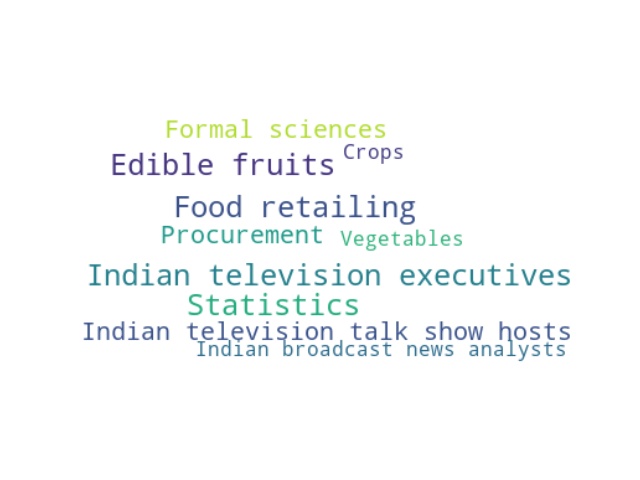 Formal sciences
Crops
Edible fruits
Food retailing
Procurement
Vegetables
Indian television executives
Statistics
Indian television talk show hosts
Indian broadcast news analysts